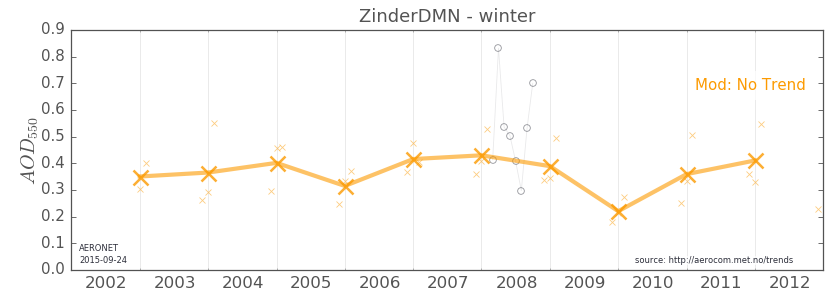 ZinderDMN - winter
0.9
0.8
0.7
0.6
0.5
0.4
0.3
0.2
0.1
0.0
AOD550
Mod: No Trend
AERONET
2015-09-24
source: http://aerocom.met.no/trends
2002 2003 2004 2005 2006 2007 2008 2009 2010 2011 2012